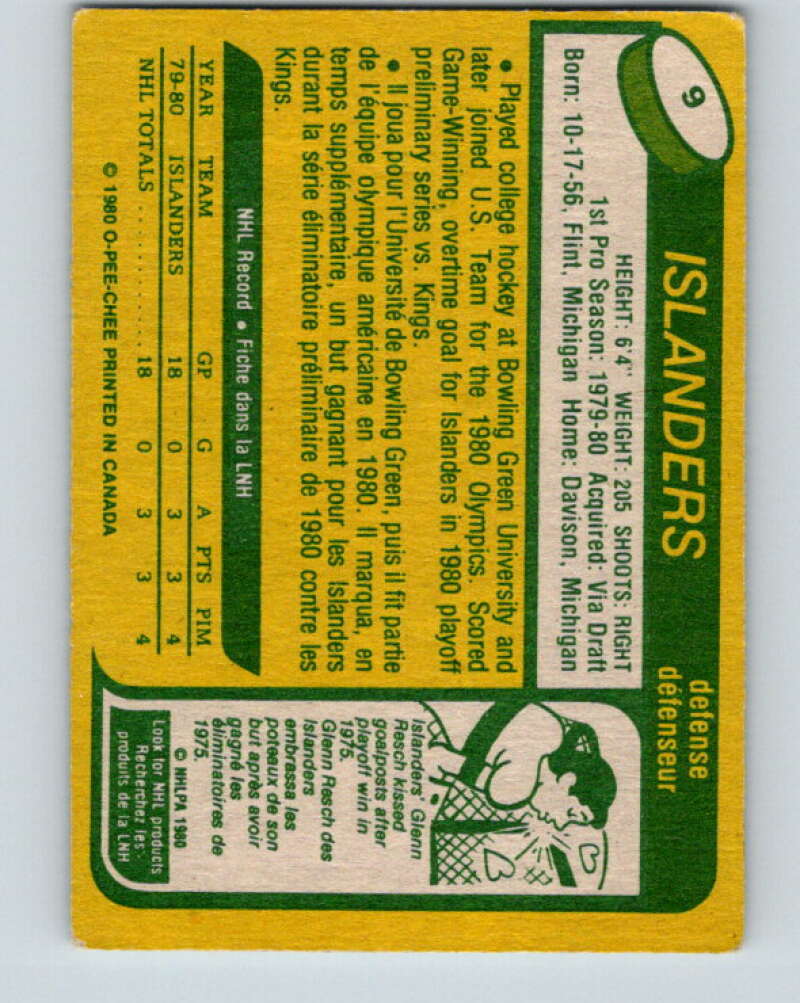 9
ISLANDERS
defense
défenseur
HEIGHT: 6'4" WEIGHT: 205 SHOOTS: RIGHT
1st Pro Season: 1979-80 Acquired: Via Draft
Born: 10-17-56, Flint, Michigan Home: Davison, Michigan
• Played college hockey at Bowling Green University and
later joined U.S. Team for the 1980 Olympics. Scored
Game-Winning, overtime goal for Islanders in 1980 playoff
preliminary series vs. Kings.
• Il joua pour l'Université de Bowling Green, puis il fit partie
de l'équipe olympique américaine en 1980. Il marqua, en
temps supplémentaire, un but gagnant pour les Islanders
durant la série éliminatoire préliminaire de 1980 contre les
Kings.
NHL Record • Fiche dans la LNH
YEAR TEAM GP G A PTS PIM
79-80 ISLANDERS 18 0 3 3 4
NHL TOTALS ............ 18 0 3 3 4
© 1980 O-PEE-CHEE PRINTED IN CANADA
Islanders' Glenn
Resch kissed
goalposts after
playoff win in
1975.
Glenn Resch des
Islanders
embrassa les
poteaux de son
but après avoir
gagné les
éliminatoires de
1975.
© NHLPA 1980
Look for NHL products
Recherchez les
produits de la LNH